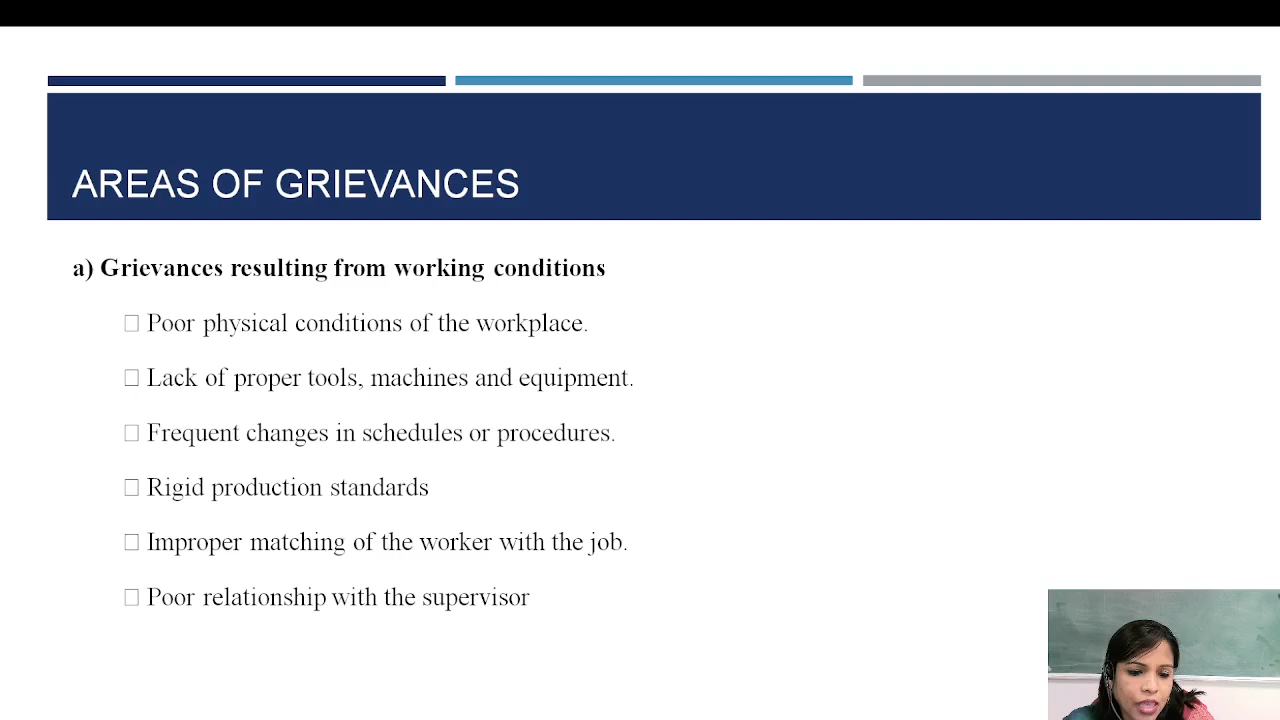 AREAS OF GRIEVANCES
a) Grievances resulting from working conditions
Poor physical conditions of the workplace.
Lack of proper tools, machines and equipment.
Frequent changes in schedules or procedures.
Rigid production standards
Improper matching of the worker with the job.
Poor relationship with the supervisor